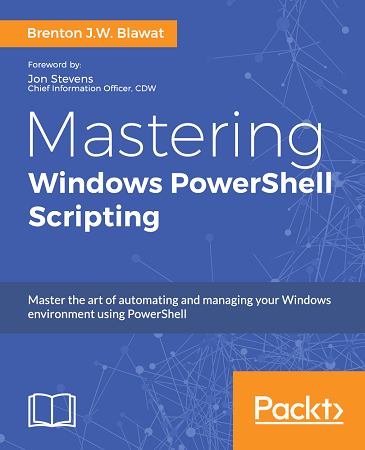 Brenton J.W. Blawat
Foreword by:
Jon Stevens
Chief Information Officer, CDW
Mastering
Windows PowerShell
Scripting
Master the art of automating and managing your Windows
environment using PowerShell
Packt>